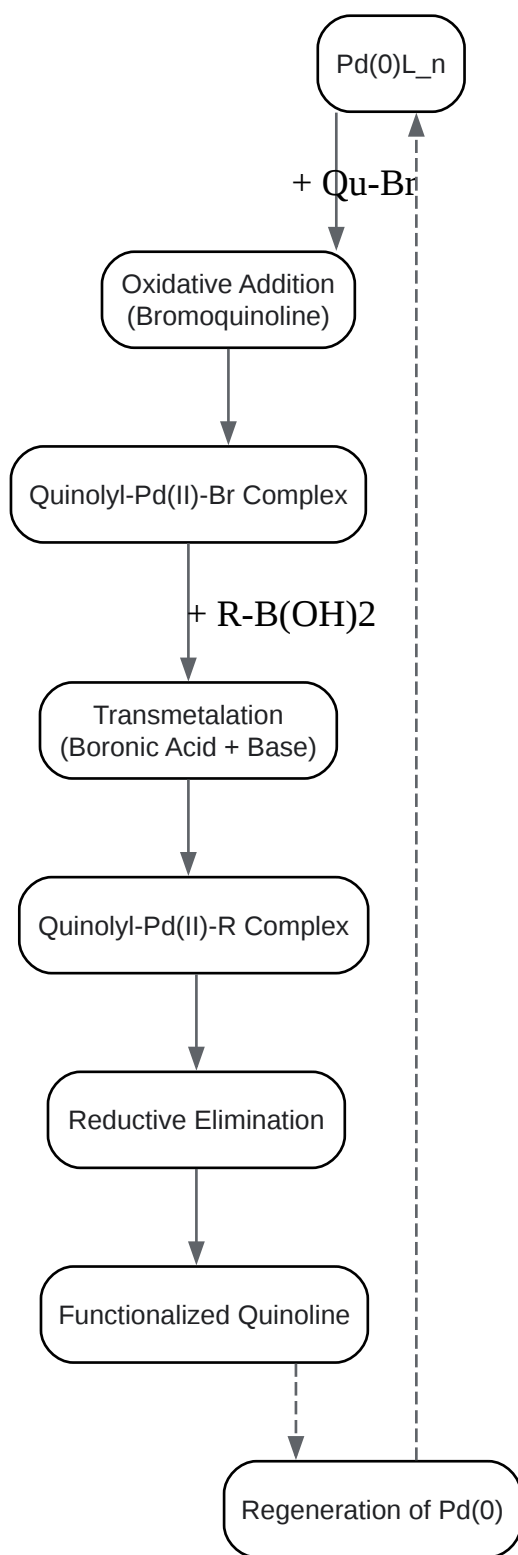 Pd(0)L_n
+ Qu-Br
Oxidative Addition
(Bromoquinoline)
Quinolyl-Pd(II)-Br Complex
+ R-B(OH)2
Transmetalation
(Boronic Acid + Base)
Quinolyl-Pd(II)-R Complex
Reductive Elimination
Functionalized Quinoline
Regeneration of Pd(0)